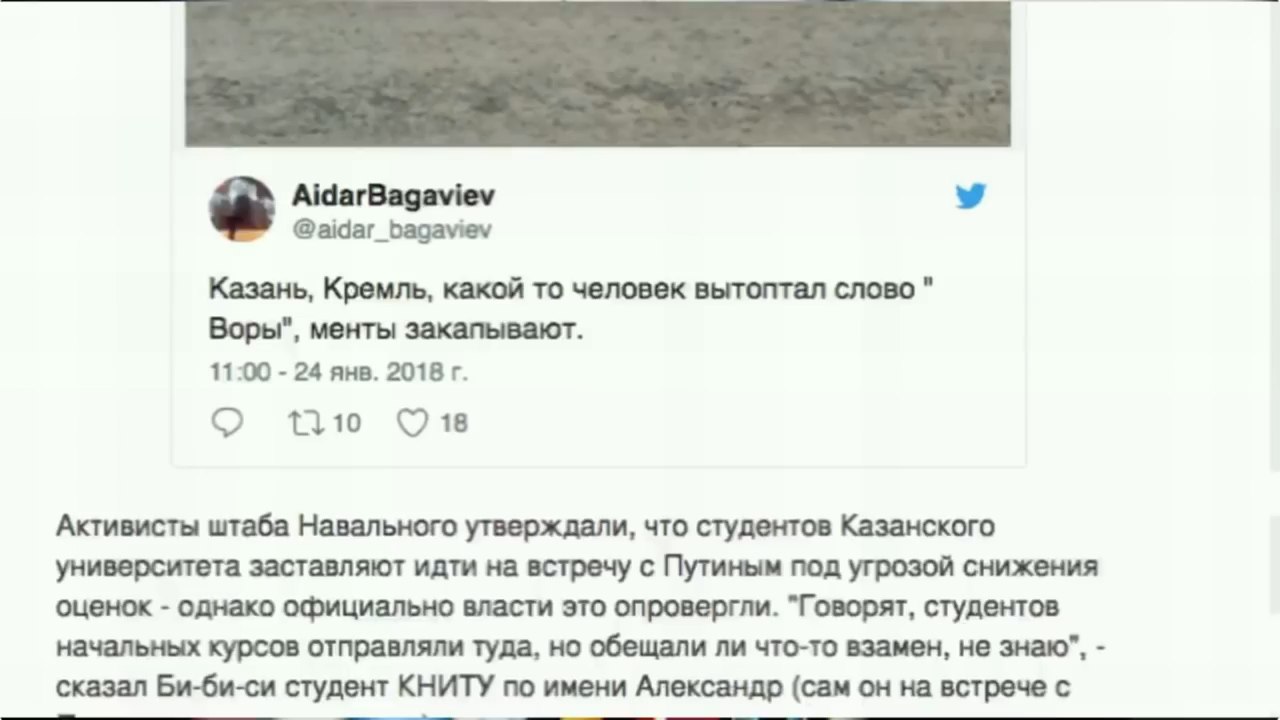 AidarBagaviev
@aidar_bagaviev
Казань, Кремль, какой то человек вытоптал слово "
Воры", менты закапывают.
11:00 - 24 янв. 2018 г.
10 18
Активисты штаба Навального утверждали, что студентов Казанского
университета заставляют идти на встречу с Путиным под угрозой снижения
оценок - однако официально власти это опровергли. "Говорят, студентов
начальных курсов отправляли туда, но обещали ли что-то взамен, не знаю", -
сказал Би-би-си студент КНИТУ по имени Александр (сам он на встрече с